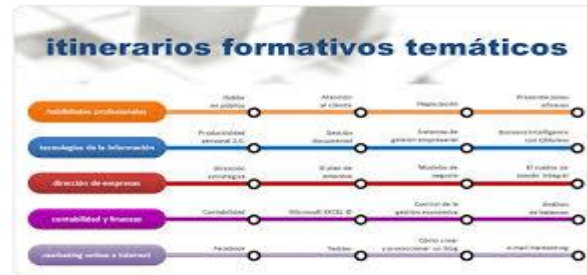 itinerarios formativos temáticos
Hablar
en público
Atención
al cliente
Negociación
Presentaciones
eficaces
habilidades profesionales
Productividad
personal 2.0.
Gestión
documental
Sistemas de
gestión empresarial
Business Intelligence
con QlikView
tecnologías de la información
Dirección
estratégica
El plan de
Modelos de
negocio
El cuadro de
mando integral
dirección de empresas
Contabilidad
Microsoft EXCEL ®
Control de la
gestión económica
Análisis
de balances
contabilidad y finanzas
Facebook
Twitter
Cómo crear
y promocionar un blog
e-mail marketing
marketing online e internet